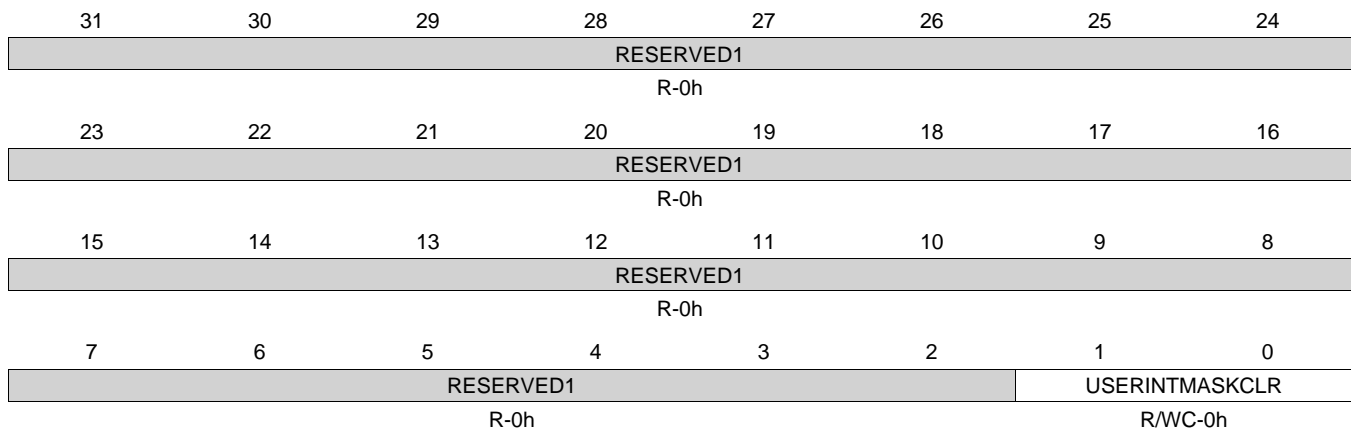 31 30 29 28 27 26 25 24
RESERVED1
R-0h
23 22 21 20 19 18 17 16
RESERVED1
R-0h
15 14 13 12 11 10 9 8
RESERVED1
R-0h
7 6 5 4 3 2 1 0
RESERVED1 USERINTMASKCLR
R-0h R/WC-0h